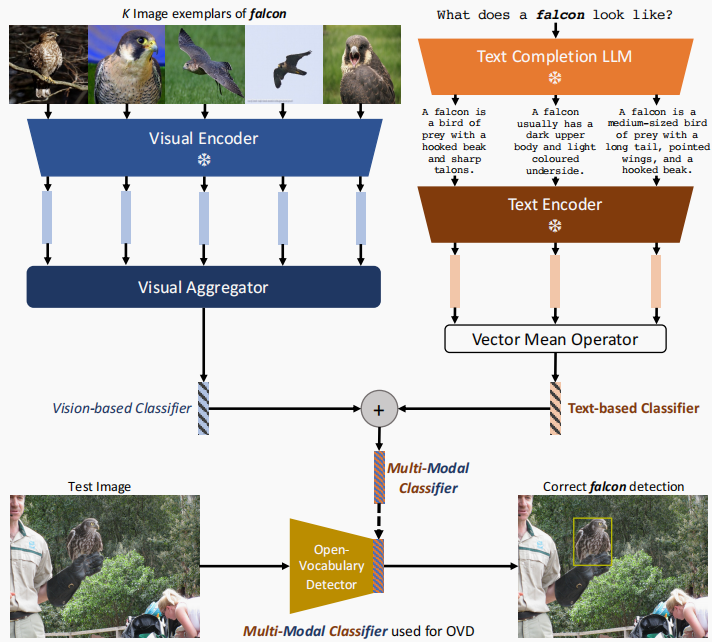 K Image exemplars of falcon
What does a falcon look like?
Text Completion LLM
Visual Encoder
A falcon is
a bird of
prey with a
hooked beak
and sharp
talons.
A falcon
usually has a
dark upper
body and light
coloured
underside.
A falcon is a
medium-sized bird
of prey with a
long tail, pointed
wings, and a
hooked beak.
Text Encoder
Visual Aggregator
Vector Mean Operator
Vision-based Classifier
+
Text-based Classifier
Multi-Modal
Classifier
Test Image
Correct falcon detection
Open-
Vocabulary
Detector
Multi-Modal Classifier used for OVD